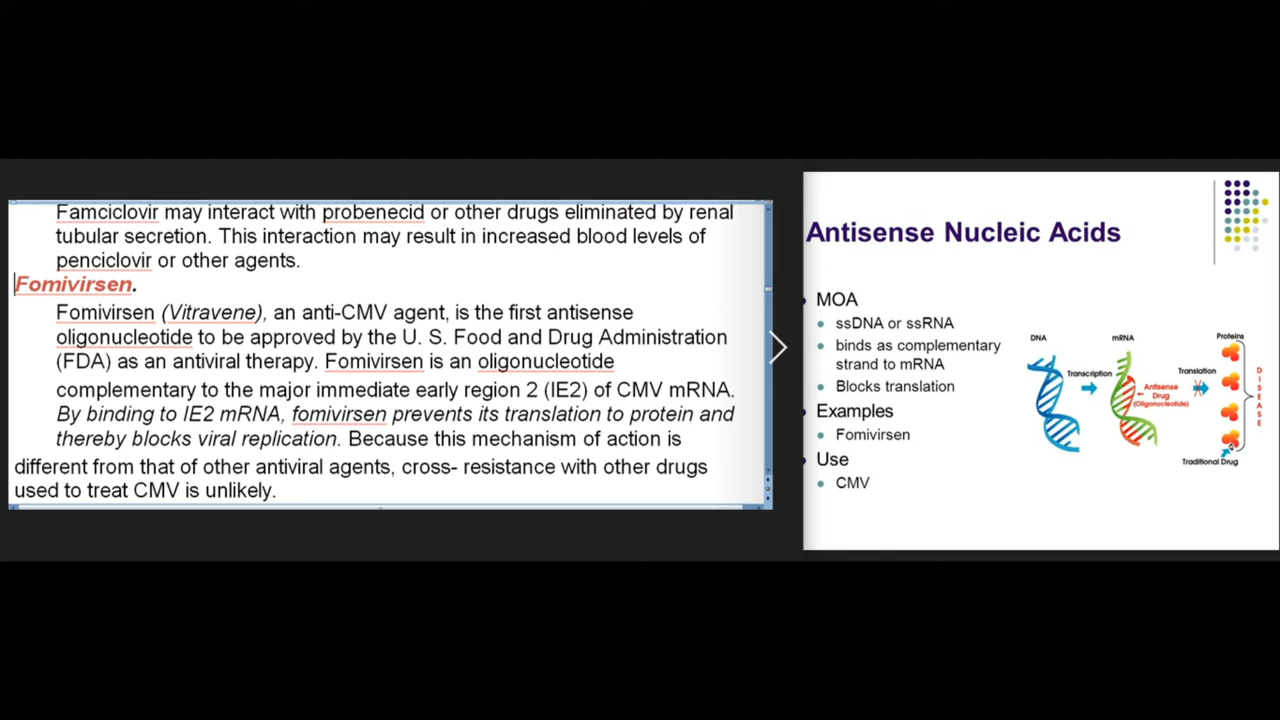 Famciclovir may interact with probenecid or other drugs eliminated by renal
tubular secretion. This interaction may result in increased blood levels of
penciclovir or other agents.
Fomivirsen.
Fomivirsen (Vitravene), an anti-CMV agent, is the first antisense
oligonucleotide to be approved by the U. S. Food and Drug Administration
(FDA) as an antiviral therapy. Fomivirsen is an oligonucleotide
complementary to the major immediate early region 2 (IE2) of CMV mRNA.
By binding to IE2 mRNA, fomivirsen prevents its translation to protein and
thereby blocks viral replication. Because this mechanism of action is
different from that of other antiviral agents, cross- resistance with other drugs
used to treat CMV is unlikely.
Antisense Nucleic Acids
MOA
ssDNA or ssRNA
binds as complementary
strand to mRNA
Blocks translation
Examples
Fomivirsen
Use
CMV
DNA
mRNA
Proteins
Transcription
Translation
Antisense
Drug
(Oligonucleotide)
Traditional Drug
DISEASE